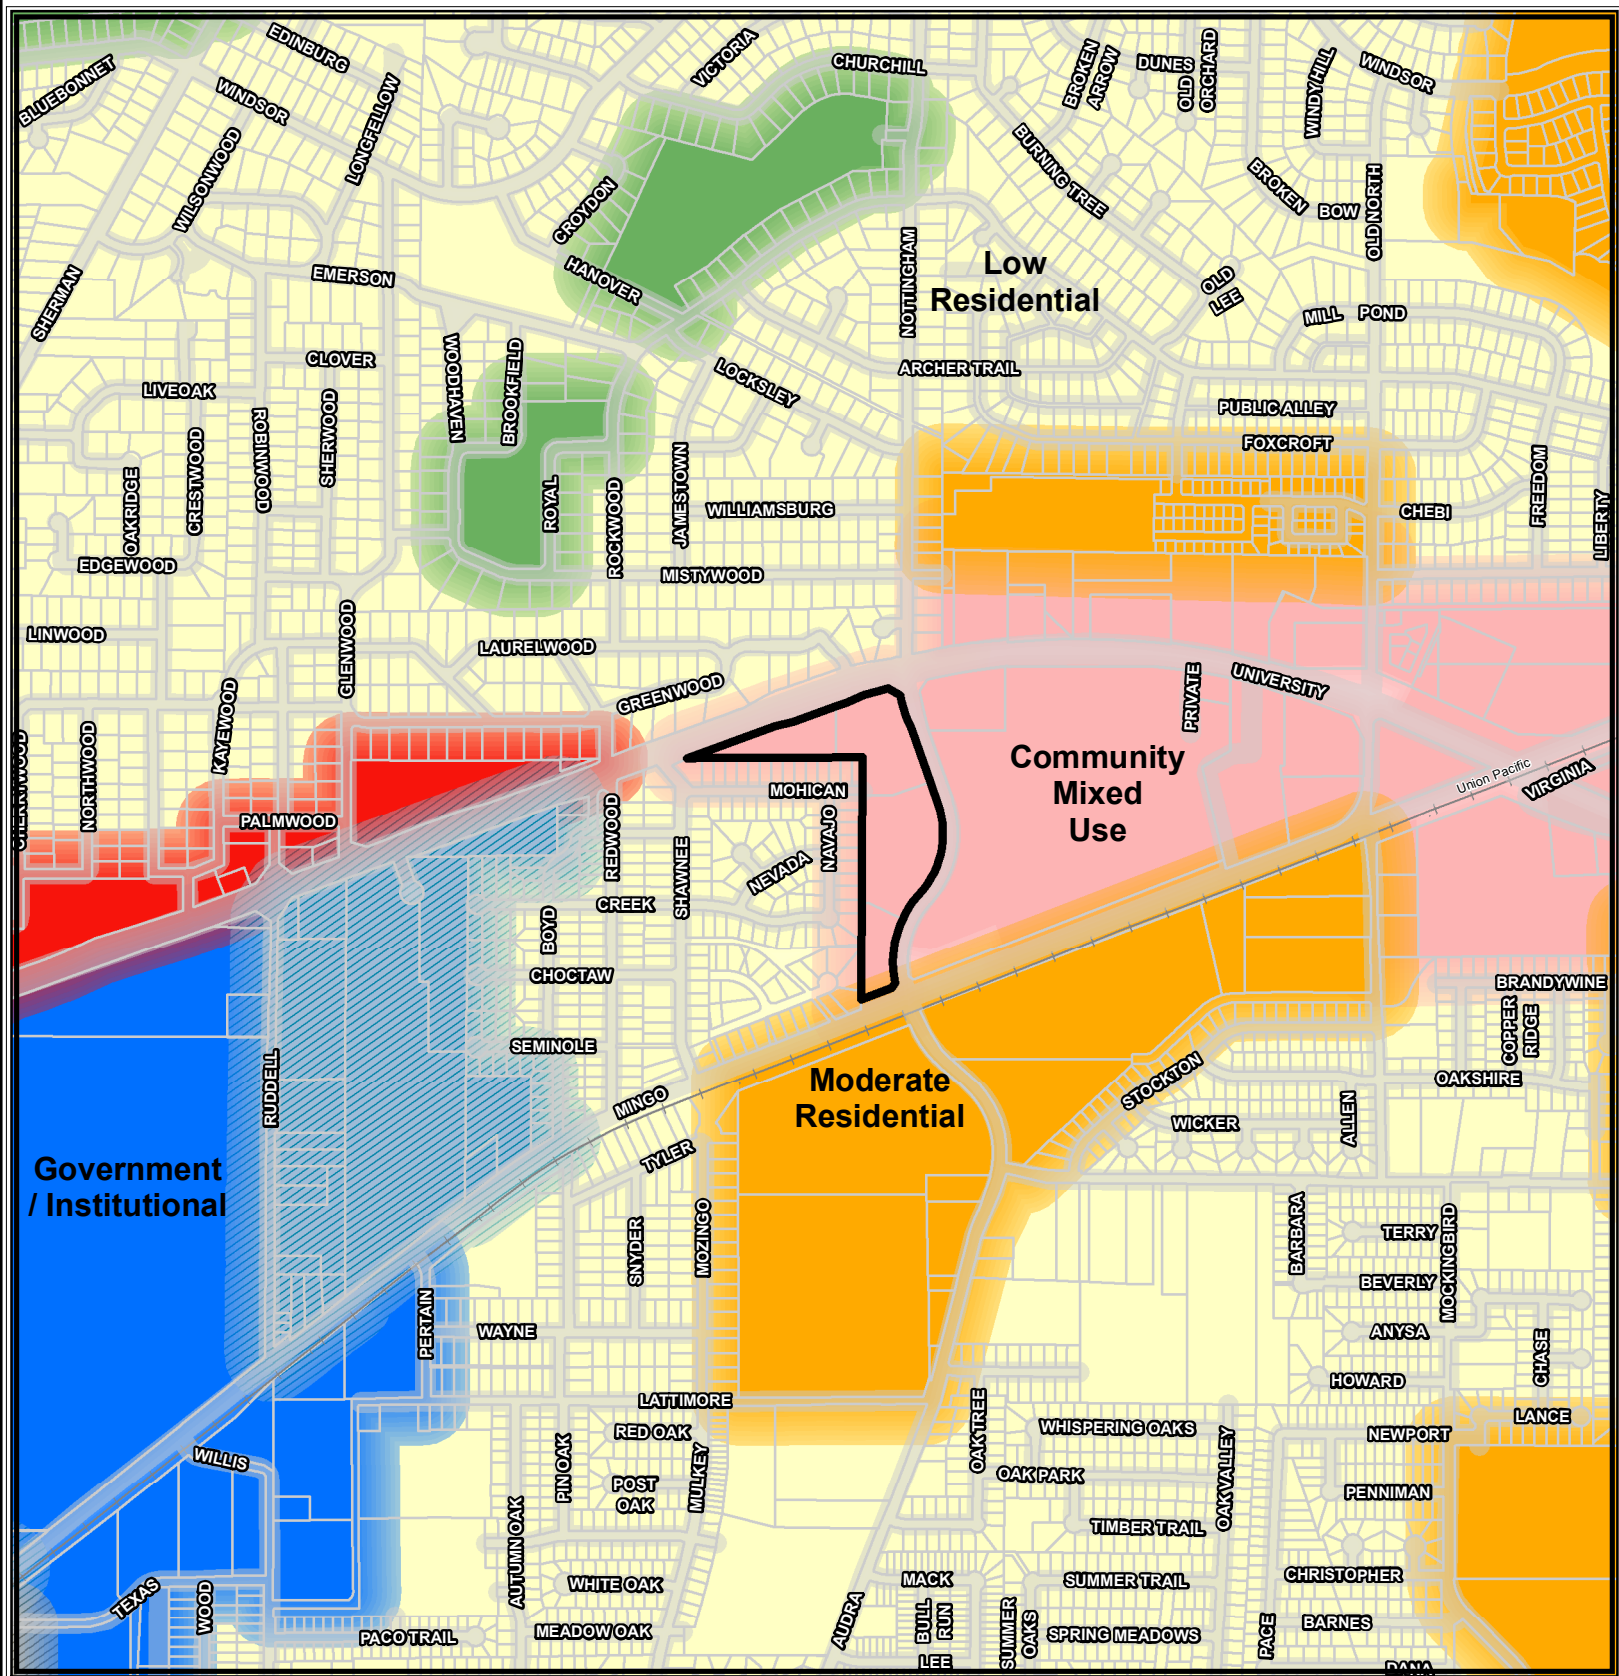 EDINBURG
VICTORIA
CHURCHILL
BROKEN
ARROW
DUNES
OLD
ORCHARD
WINDYHILL
WINDSOR
BLUEBONNET
WINDSOR
LONGFELLOW
WILSONWOOD
BURNING TREE
BROKEN
BOW
OLD NORTH
CROYDON
HANOVER
NOTTINGHAM
Low
Residential
OLD
LEE
SHERMAN
EMERSON
MILL
POND
CLOVER
WOODHAVEN
BROOKFIELD
LOCKSLEY
ARCHER TRAIL
LIVEOAK
PUBLIC ALLEY
FOXCROFT
OAKRIDGE
CRESTWOOD
ROBINWOOD
SHERWOOD
ROYAL
ROCKWOOD
JAMESTOWN
WILLIAMSBURG
CHEBI
FREEDOM
LIBERTY
EDGEWOOD
MISTYWOOD
LINWOOD
GLENWOOD
LAURELWOOD
GREENWOOD
PRIVATE
UNIVERSITY
NORTHWOOD
KAYEWOOD
Community
Mixed
Use
Union Pacific
VIRGINIA
PALMWOOD
MOHICAN
REDWOOD
SHAWNEE
NEVADA
NAVAJO
CREEK
BOYD
CHOCTAW
BRANDYWINE
COPPER
RIDGE
SEMINOLE
RUDDELL
MINGO
Moderate
Residential
STOCKTON
OAKSHIRE
WICKER
ALLEN
TYLER
Government
/ Institutional
SNYDER
MOZINGO
BARBARA
TERRY
MOCKINGBIRD
BEVERLY
PERTAIN
WAYNE
ANYSA
CHASE
HOWARD
LATTIMORE
OAKTREE
LANCE
RED OAK
WHISPERING OAKS
NEWPORT
WILLIS
PIN OAK
MULKEY
OAK PARK
OAK VALLEY
POST
OAK
PENNIMAN
AUTUMN OAK
TIMBER TRAIL
TEXAS
WOOD
WHITE OAK
MACK
SUMMER TRAIL
CHRISTOPHER
AUDRA
BULL
RUN
SUMMER
OAKS
PACE
BARNES
PACO TRAIL
MEADOW OAK
SPRING MEADOWS
LEE
DANA